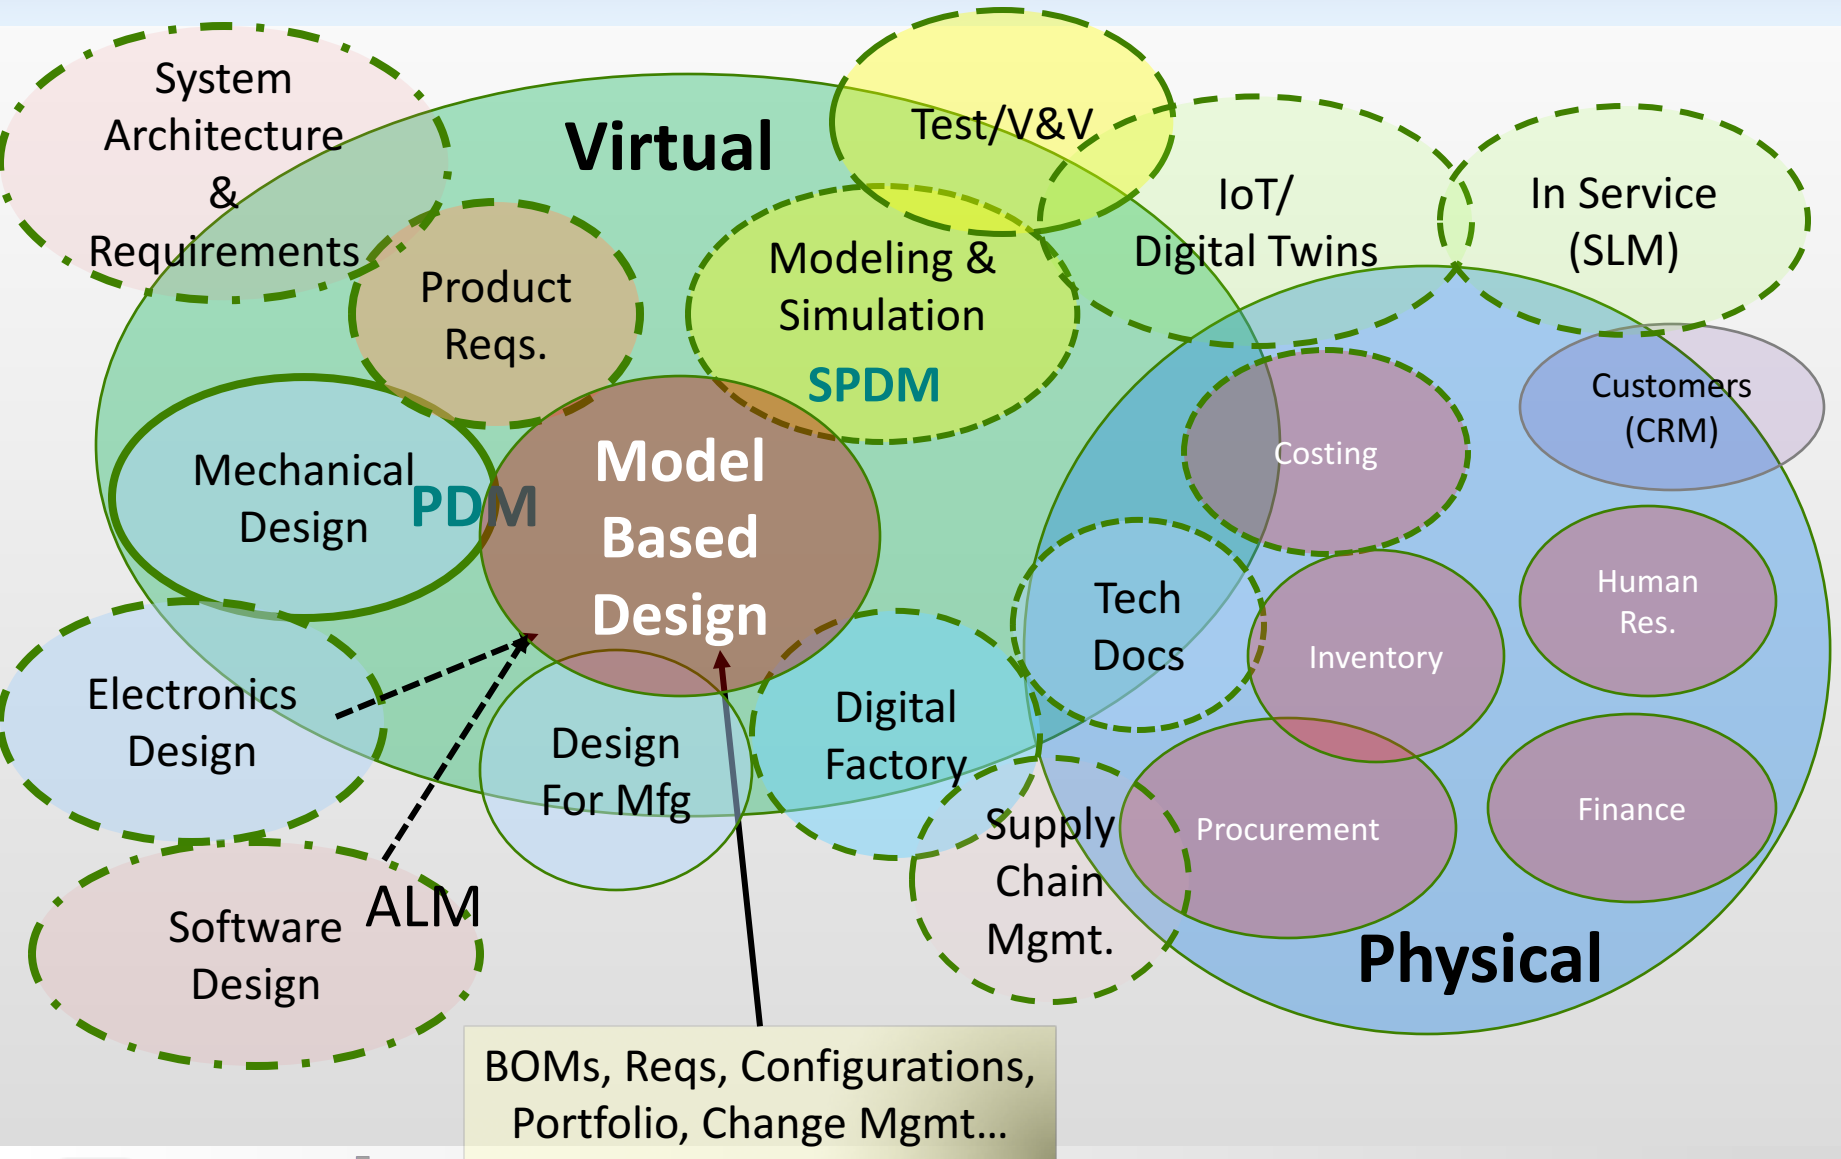 System
Architecture
&
Requirements
Virtual
Test/V&V
IoT/
Digital Twins
In Service
(SLM)
Product
Reqs.
Modeling &
Simulation
SPDM
Customers
(CRM)
Costing
Mechanical
Design
PDM
Model
Based
Design
Tech
Docs
Human
Res.
Inventory
Electronics
Design
Design
For Mfg
Digital
Factory
Supply
Chain
Mgmt.
Procurement
Finance
Software
Design
ALM
Physical
BOMs, Reqs, Configurations,
Portfolio, Change Mgmt...